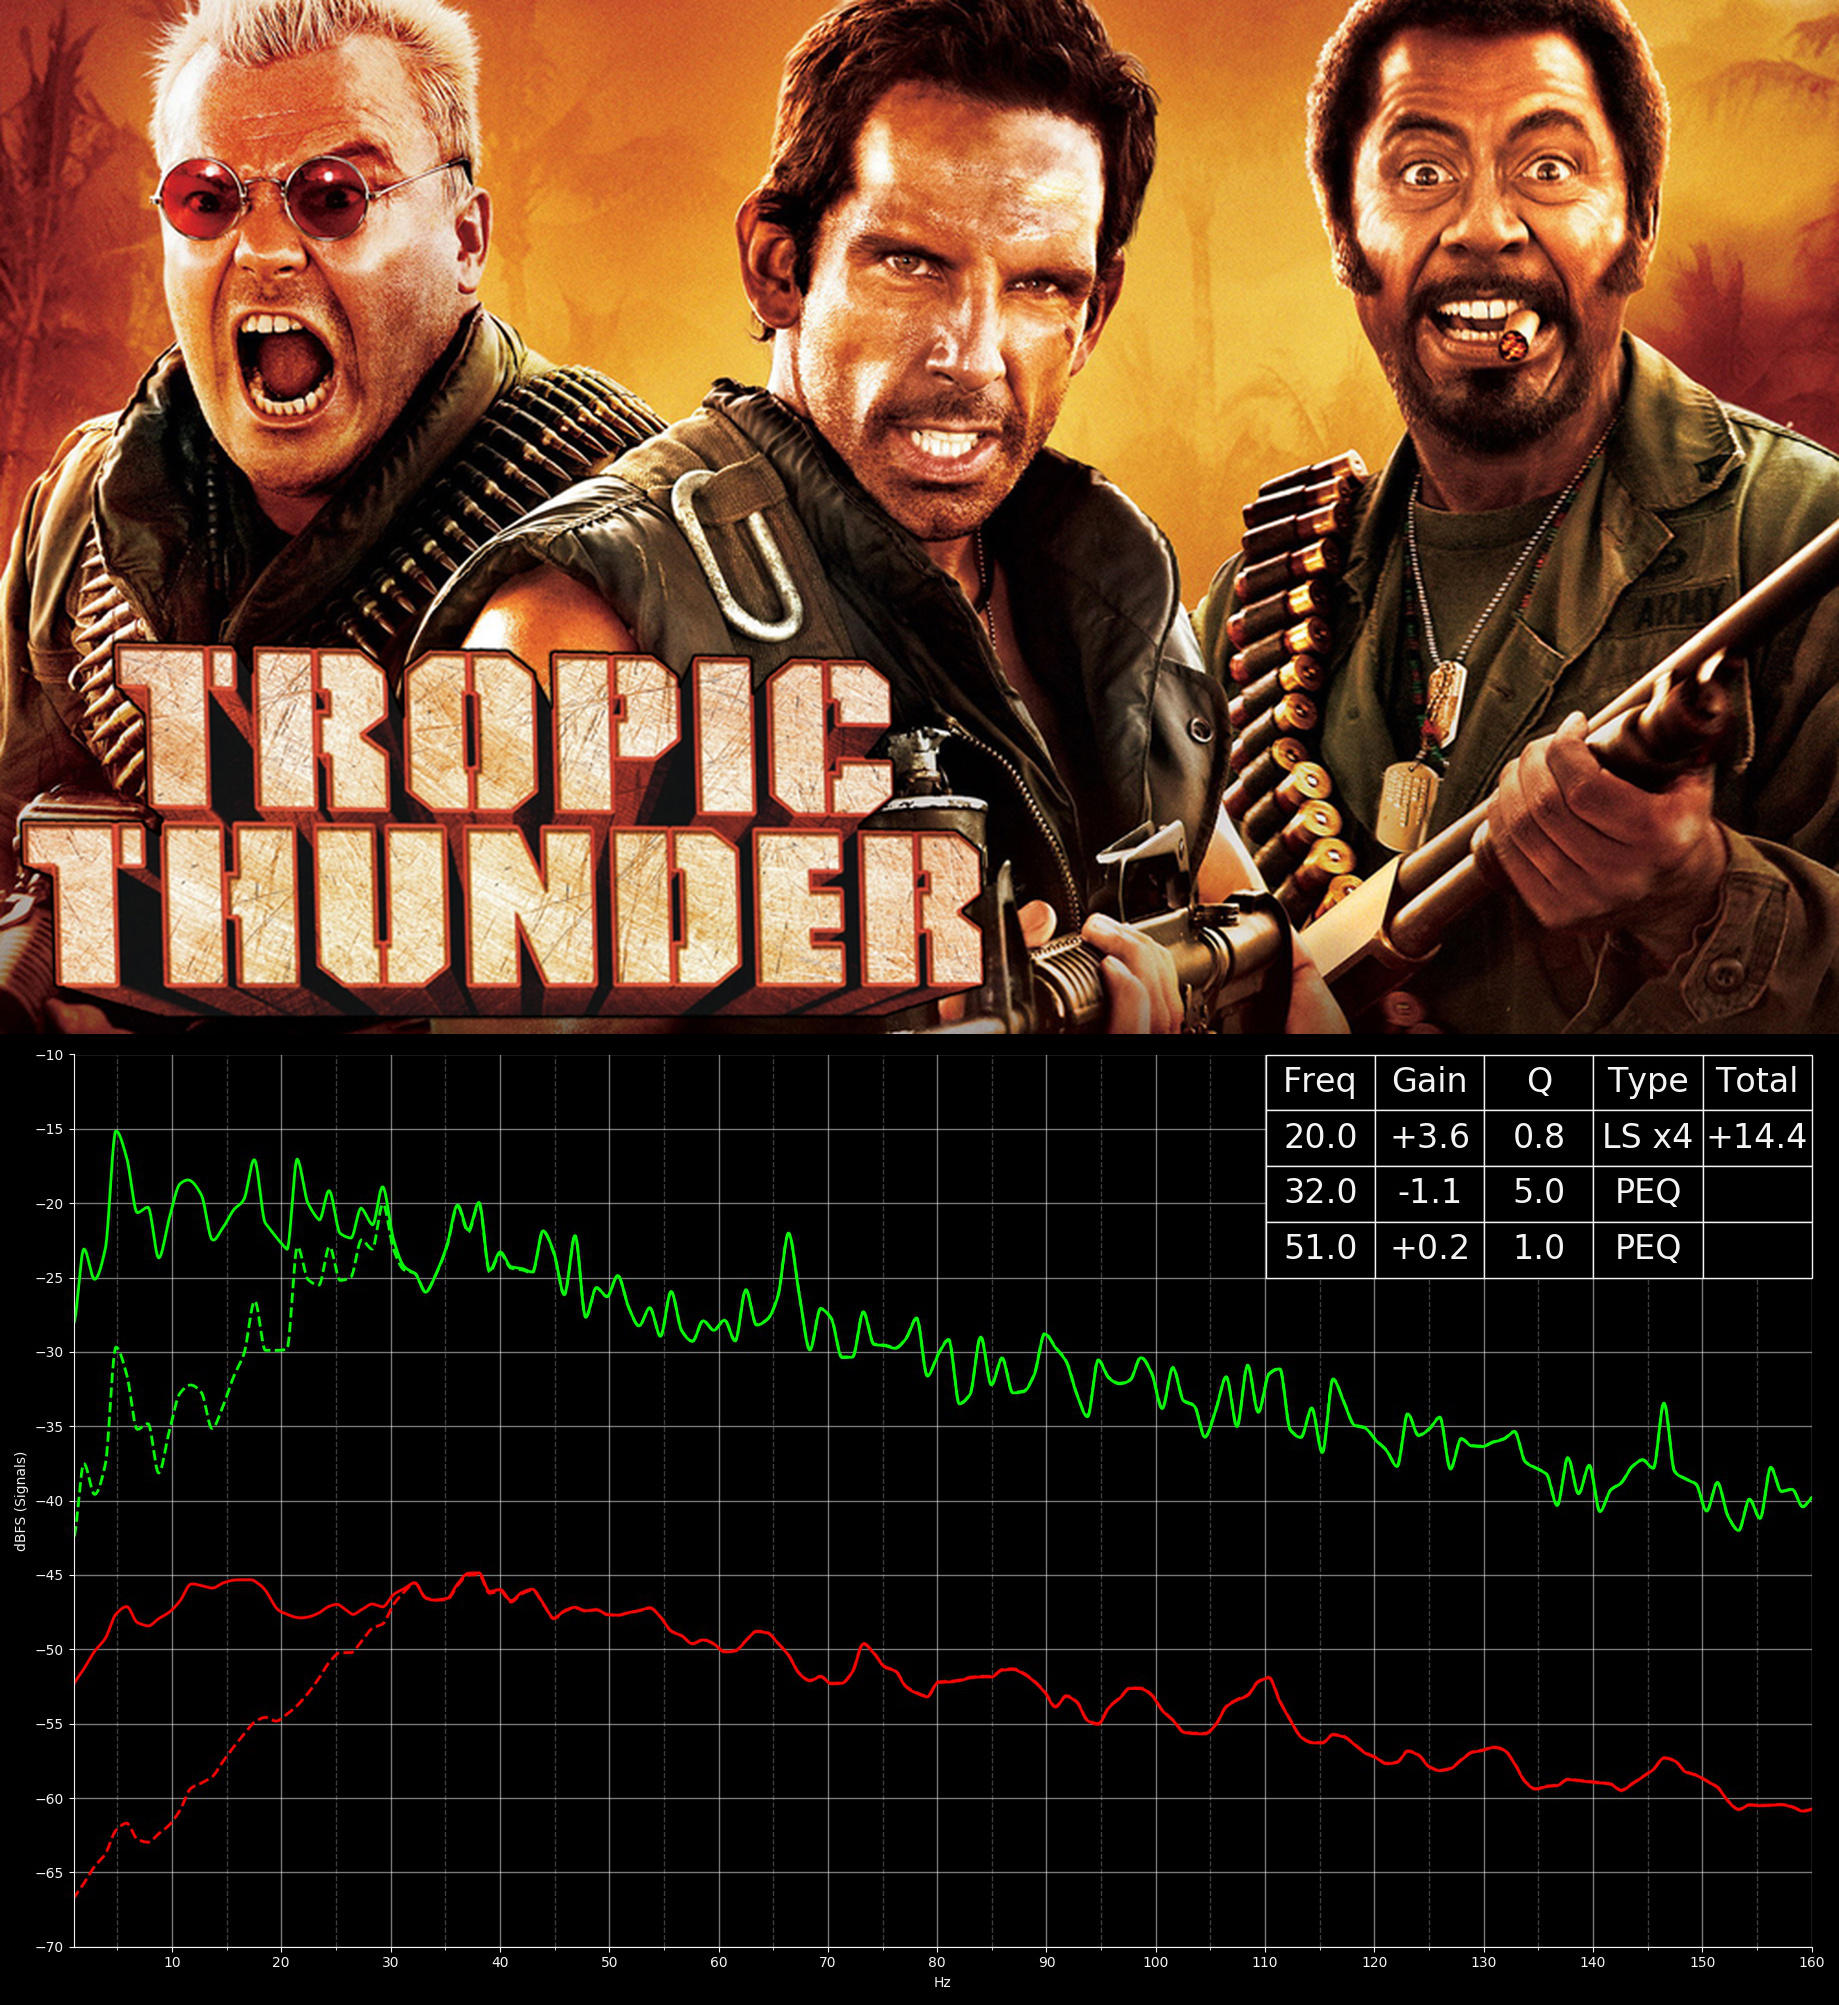 TROPIC
THUNDER
ARMY
Freq Gain Q Type Total
20.0 +3.6 0.8 LS x4 +14.4
32.0 -1.1 5.0 PEQ
51.0 +0.2 1.0 PEQ
−10
−15
−20
−25
−30
−35
−40
−45
−50
−55
−60
−65
−70
dBFS (Signals)
10 20 30 40 50 60 70 80 90 100 110 120 130 140 150 160
Hz